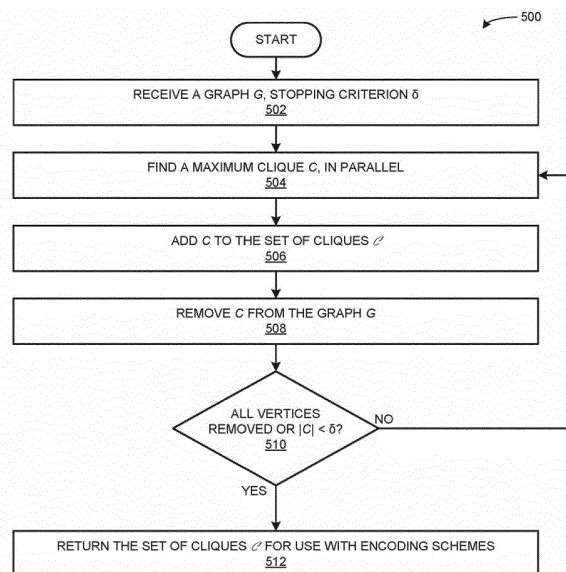 500
START
RECEIVE A GRAPH G, STOPPING CRITERION δ
502
FIND A MAXIMUM CLIQUE C, IN PARALLEL
504
ADD C TO THE SET OF CLIQUES 𝒞
506
REMOVE C FROM THE GRAPH G
508
ALL VERTICES
REMOVED OR |C| < δ?
510
NO
YES
RETURN THE SET OF CLIQUES 𝒞 FOR USE WITH ENCODING SCHEMES
512